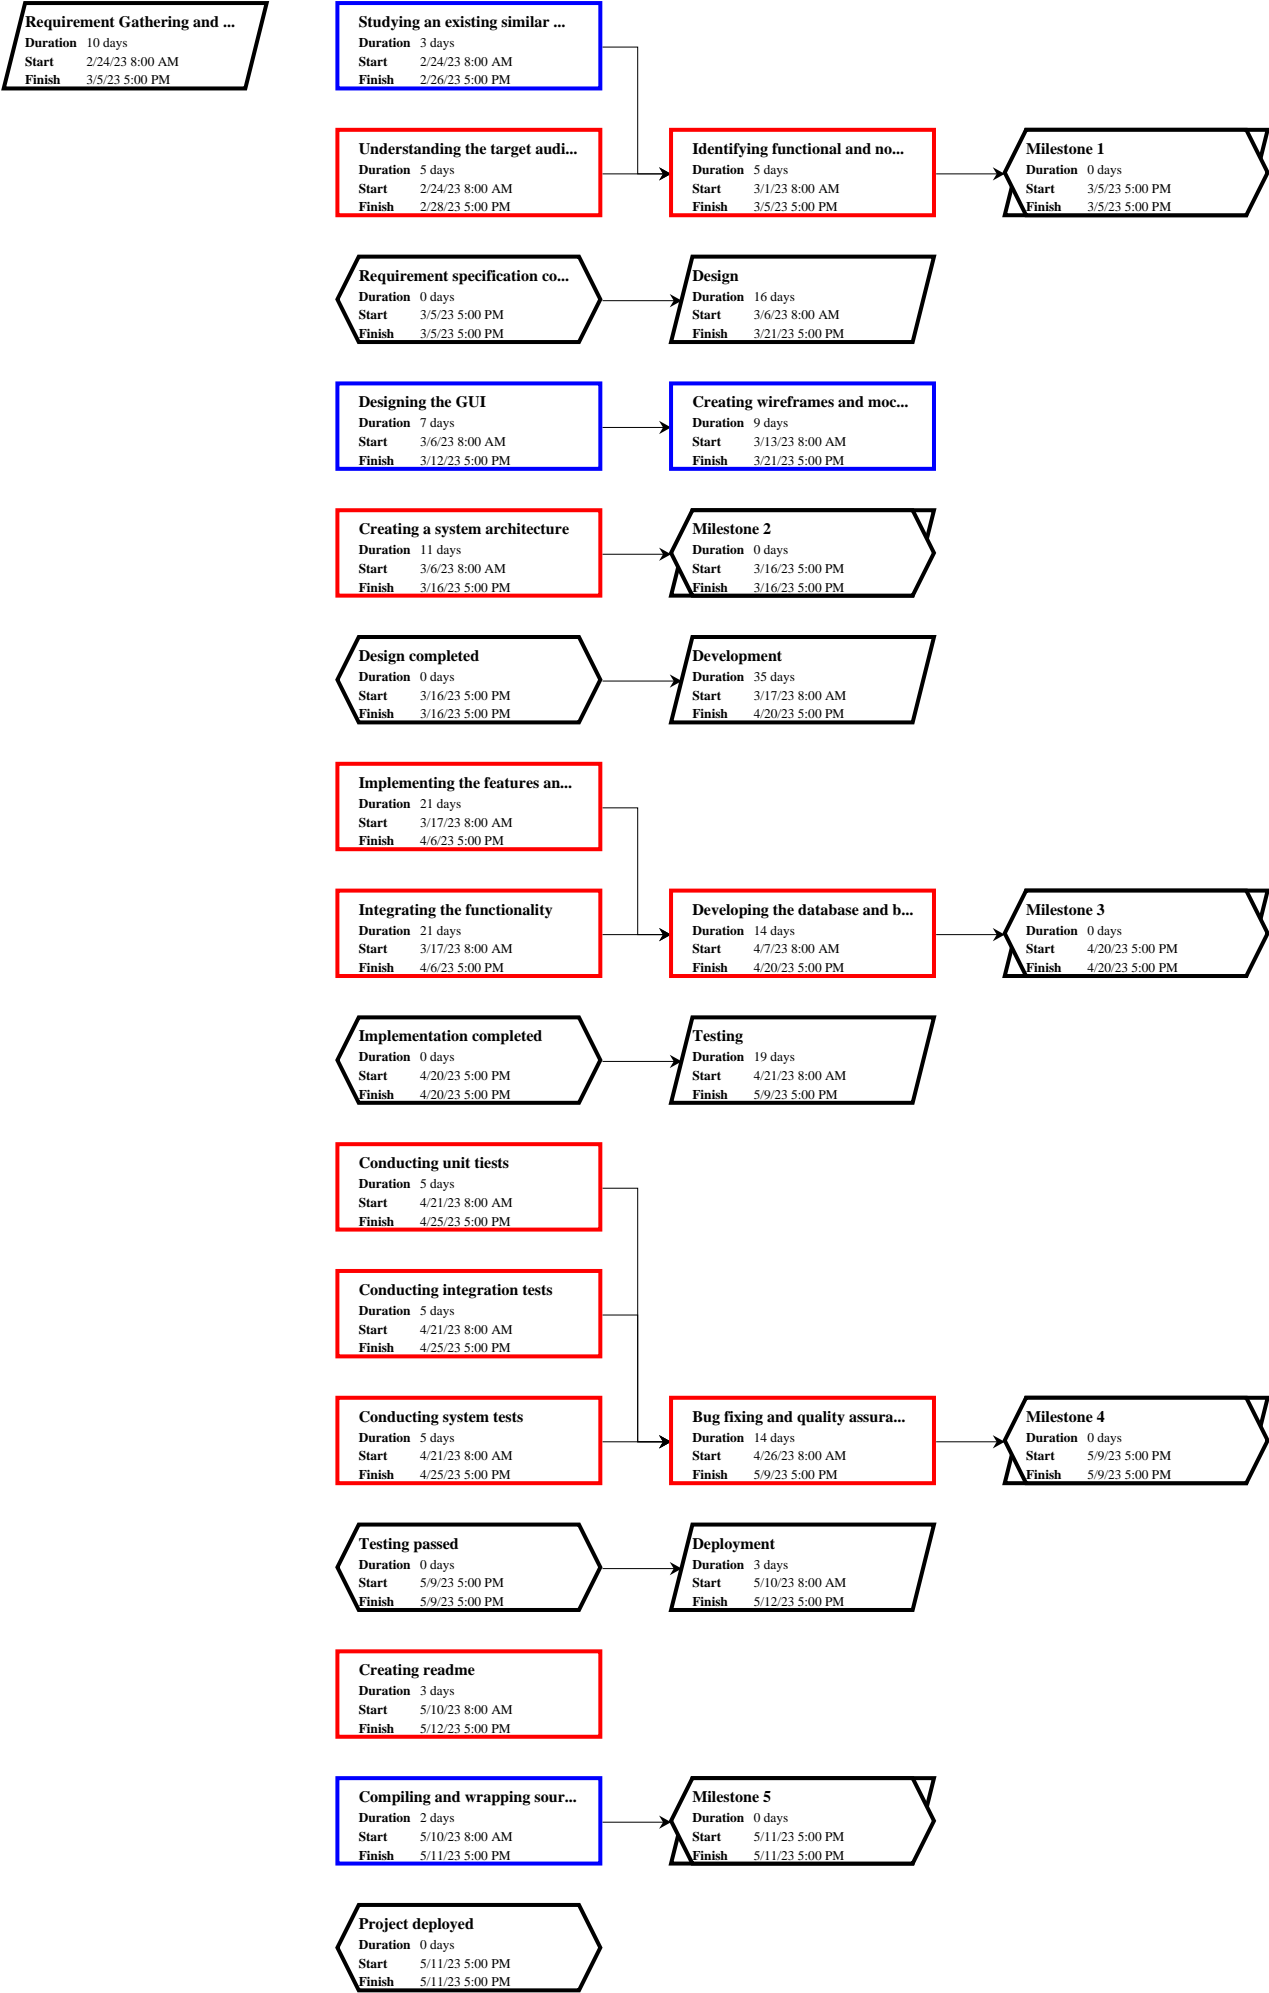 Requirement Gathering and ...
Duration 10 days
Start 2/24/23 8:00 AM
Finish 3/5/23 5:00 PM
Studying an existing similar ...
Duration 3 days
Start 2/24/23 8:00 AM
Finish 2/26/23 5:00 PM
Understanding the target audi...
Duration 5 days
Start 2/24/23 8:00 AM
Finish 2/28/23 5:00 PM
Identifying functional and no...
Duration 5 days
Start 3/1/23 8:00 AM
Finish 3/5/23 5:00 PM
Milestone 1
Duration 0 days
Start 3/5/23 5:00 PM
Finish 3/5/23 5:00 PM
Requirement specification co...
Duration 0 days
Start 3/5/23 5:00 PM
Finish 3/5/23 5:00 PM
Design
Duration 16 days
Start 3/6/23 8:00 AM
Finish 3/21/23 5:00 PM
Designing the GUI
Duration 7 days
Start 3/6/23 8:00 AM
Finish 3/12/23 5:00 PM
Creating wireframes and moc...
Duration 9 days
Start 3/13/23 8:00 AM
Finish 3/21/23 5:00 PM
Creating a system architecture
Duration 11 days
Start 3/6/23 8:00 AM
Finish 3/16/23 5:00 PM
Milestone 2
Duration 0 days
Start 3/16/23 5:00 PM
Finish 3/16/23 5:00 PM
Design completed
Duration 0 days
Start 3/16/23 5:00 PM
Finish 3/16/23 5:00 PM
Development
Duration 35 days
Start 3/17/23 8:00 AM
Finish 4/20/23 5:00 PM
Implementing the features an...
Duration 21 days
Start 3/17/23 8:00 AM
Finish 4/6/23 5:00 PM
Integrating the functionality
Duration 21 days
Start 3/17/23 8:00 AM
Finish 4/6/23 5:00 PM
Developing the database and b...
Duration 14 days
Start 4/7/23 8:00 AM
Finish 4/20/23 5:00 PM
Milestone 3
Duration 0 days
Start 4/20/23 5:00 PM
Finish 4/20/23 5:00 PM
Implementation completed
Duration 0 days
Start 4/20/23 5:00 PM
Finish 4/20/23 5:00 PM
Testing
Duration 19 days
Start 4/21/23 8:00 AM
Finish 5/9/23 5:00 PM
Conducting unit tiests
Duration 5 days
Start 4/21/23 8:00 AM
Finish 4/25/23 5:00 PM
Conducting integration tests
Duration 5 days
Start 4/21/23 8:00 AM
Finish 4/25/23 5:00 PM
Conducting system tests
Duration 5 days
Start 4/21/23 8:00 AM
Finish 4/25/23 5:00 PM
Bug fixing and quality assura...
Duration 14 days
Start 4/26/23 8:00 AM
Finish 5/9/23 5:00 PM
Milestone 4
Duration 0 days
Start 5/9/23 5:00 PM
Finish 5/9/23 5:00 PM
Testing passed
Duration 0 days
Start 5/9/23 5:00 PM
Finish 5/9/23 5:00 PM
Deployment
Duration 3 days
Start 5/10/23 8:00 AM
Finish 5/12/23 5:00 PM
Creating readme
Duration 3 days
Start 5/10/23 8:00 AM
Finish 5/12/23 5:00 PM
Compiling and wrapping sour...
Duration 2 days
Start 5/10/23 8:00 AM
Finish 5/11/23 5:00 PM
Milestone 5
Duration 0 days
Start 5/11/23 5:00 PM
Finish 5/11/23 5:00 PM
Project deployed
Duration 0 days
Start 5/11/23 5:00 PM
Finish 5/11/23 5:00 PM